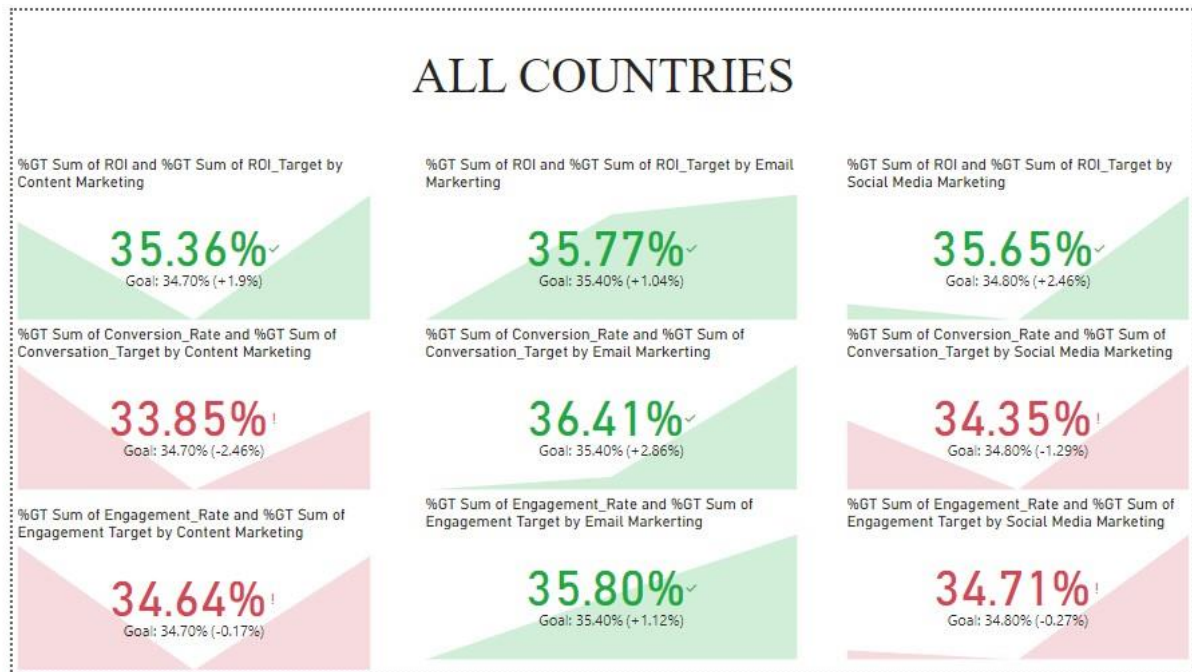 ALL COUNTRIES
%GT Sum of ROI and %GT Sum of ROI_Target by
Content Marketing
35.36%
Goal: 34.70% (+1.9%)
%GT Sum of ROI and %GT Sum of ROI_Target by Email
Markerting
35.77%
Goal: 35.40% (+1.04%)
%GT Sum of ROI and %GT Sum of ROI_Target by
Social Media Marketing
35.65%
Goal: 34.80% (+2.46%)
%GT Sum of Conversion_Rate and %GT Sum of
Conversation_Target by Content Marketing
33.85%!
Goal: 34.70% (-2.46%)
%GT Sum of Conversion_Rate and %GT Sum of
Conversation_Target by Email Markerting
36.41%
Goal: 35.40% (+2.86%)
%GT Sum of Conversion_Rate and %GT Sum of
Conversation_Target by Social Media Marketing
34.35%!
Goal: 34.80% (-1.29%)
%GT Sum of Engagement_Rate and %GT Sum of
Engagement Target by Content Marketing
34.64%!
Goal: 34.70% (-0.17%)
%GT Sum of Engagement_Rate and %GT Sum of
Engagement Target by Email Markerting
35.80%
Goal: 35.40% (+1.12%)
%GT Sum of Engagement_Rate and %GT Sum of
Engagement Target by Social Media Marketing
34.71%!
Goal: 34.80% (-0.27%)